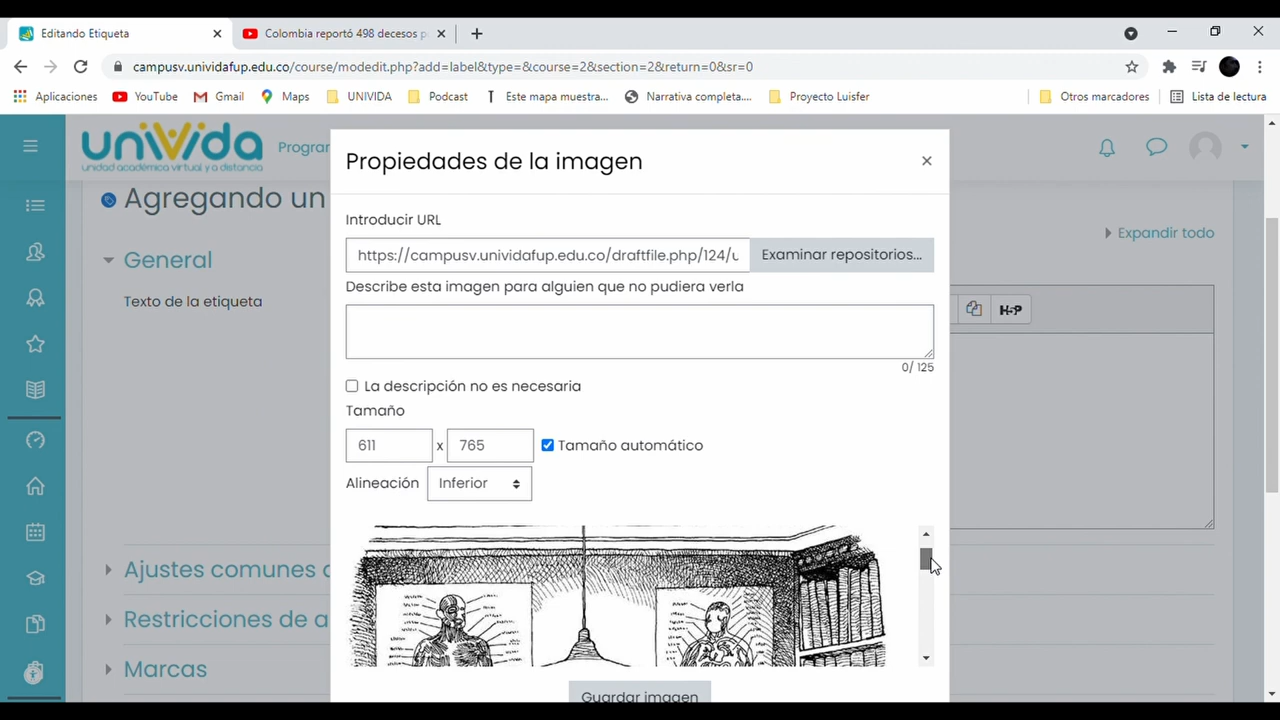 Editando Etiqueta
Colombia reportó 498 decesos p
campusv.unividafup.edu.co/course/modedit.php?add=label&type=&course=2&section=2&return=0&sr=0
Aplicaciones
YouTube
Gmail
Maps
UNIVIDA
Podcast
Este mapa muestra...
Narrativa completa....
Proyecto Luisfer
Otros marcadores
Lista de lectura
uniVida
unidad académica virtual y a distancia
Prograr
Propiedades de la imagen
Agregando un
Introducir URL
Expandir todo
https://campusv.unividafup.edu.co/draftfile.php/124/u
Examinar repositorios...
General
Describe esta imagen para alguien que no pudiera verla
Texto de la etiqueta
H5P
0/ 125
La descripción no es necesaria
Tamaño
611 x 765 Tamaño automático
Alineación Inferior
Ajustes comunes d
Restricciones de a
Marcas
Guardar imagen